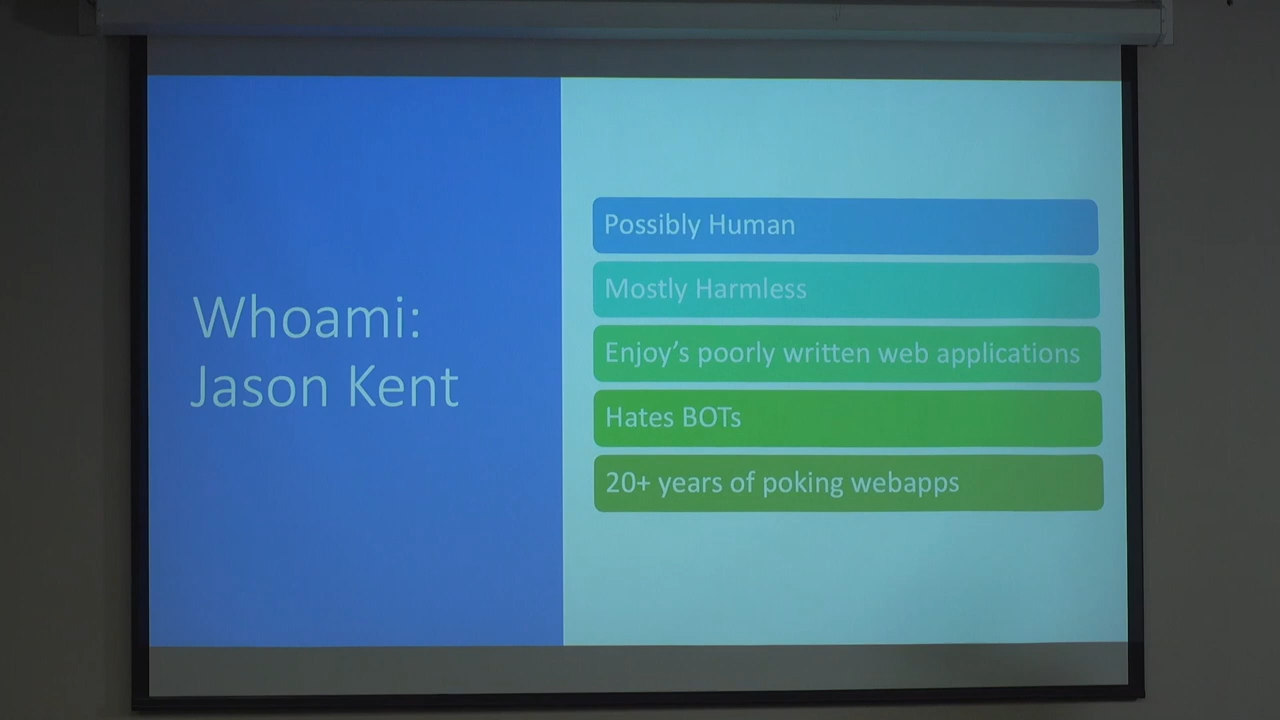 Whoami:
Jason Kent
Possibly Human
Mostly Harmless
Enjoy’s poorly written web applications
Hates BOTs
20+ years of poking webapps